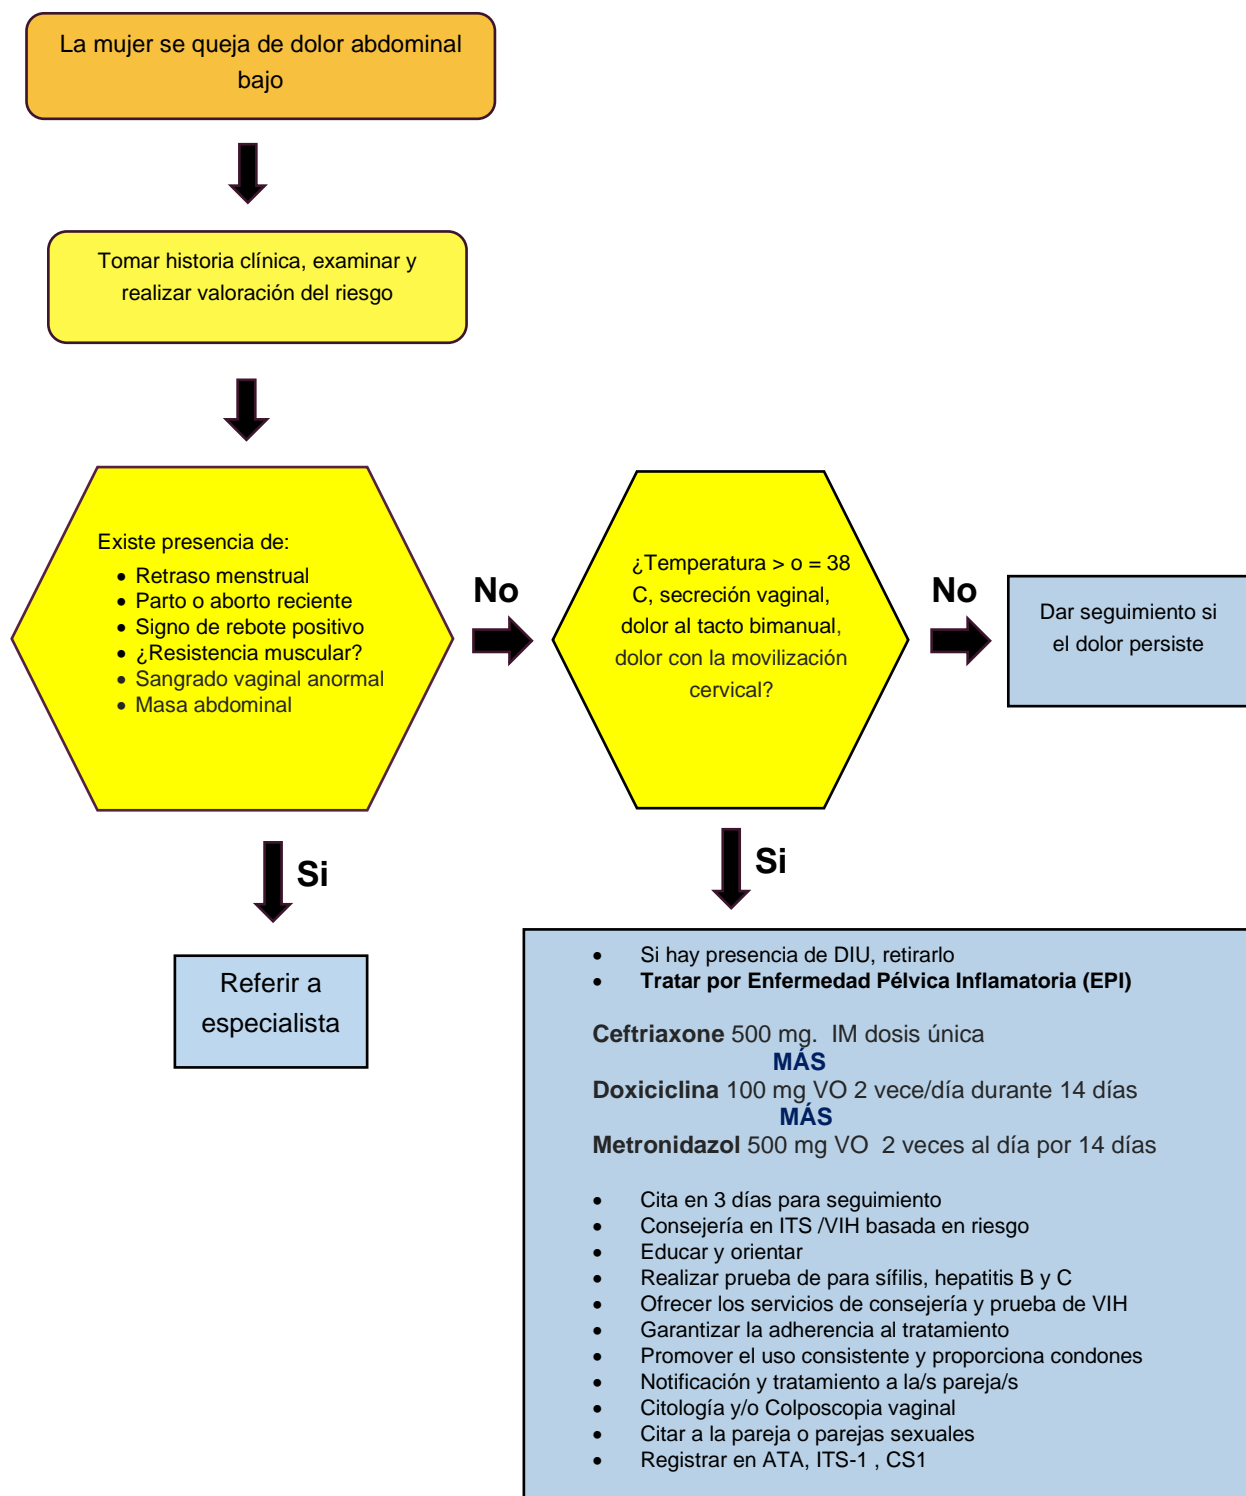 La mujer se queja de dolor abdominal
bajo
Tomar historia clínica, examinar y
realizar valoración del riesgo
Existe presencia de:
• Retraso menstrual
• Parto o aborto reciente
• Signo de rebote positivo
• ¿Resistencia muscular?
• Sangrado vaginal anormal
• Masa abdominal
No
¿Temperatura > o = 38
C, secreción vaginal,
dolor al tacto bimanual,
dolor con la movilización
cervical?
No
Dar seguimiento si
el dolor persiste
Si
Referir a
especialista
Si
• Si hay presencia de DIU, retirarlo
• Tratar por Enfermedad Pélvica Inflamatoria (EPI)
Ceftriaxone 500 mg. IM dosis única
MÁS
Doxiciclina 100 mg VO 2 vece/día durante 14 días
MÁS
Metronidazol 500 mg VO 2 veces al día por 14 días
• Cita en 3 días para seguimiento
• Consejería en ITS /VIH basada en riesgo
• Educar y orientar
• Realizar prueba de para sífilis, hepatitis B y C
• Ofrecer los servicios de consejería y prueba de VIH
• Garantizar la adherencia al tratamiento
• Promover el uso consistente y proporciona condones
• Notificación y tratamiento a la/s pareja/s
• Citología y/o Colposcopia vaginal
• Citar a la pareja o parejas sexuales
• Registrar en ATA, ITS-1 , CS1